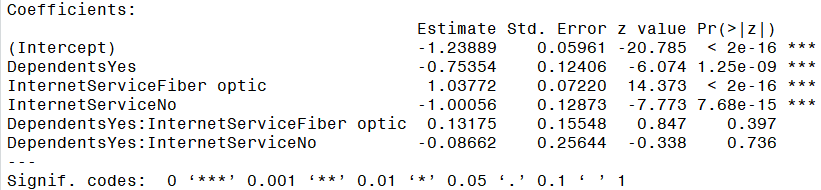 Coefficients:
Estimate Std. Error z value Pr(>|z|)
(Intercept) -1.23889 0.05961 -20.785 < 2e-16 ***
DependentsYes -0.75354 0.12406 -6.074 1.25e-09 ***
InternetServiceFiber optic 1.03772 0.07220 14.373 < 2e-16 ***
InternetServiceNo -1.00056 0.12873 -7.773 7.68e-15 ***
DependentsYes:InternetServiceFiber optic 0.13175 0.15548 0.847 0.397
DependentsYes:InternetServiceNo -0.08662 0.25644 -0.338 0.736
---
Signif. codes: 0 ‘***’ 0.001 ‘**’ 0.01 ‘*’ 0.05 ‘.’ 0.1 ‘ ’ 1